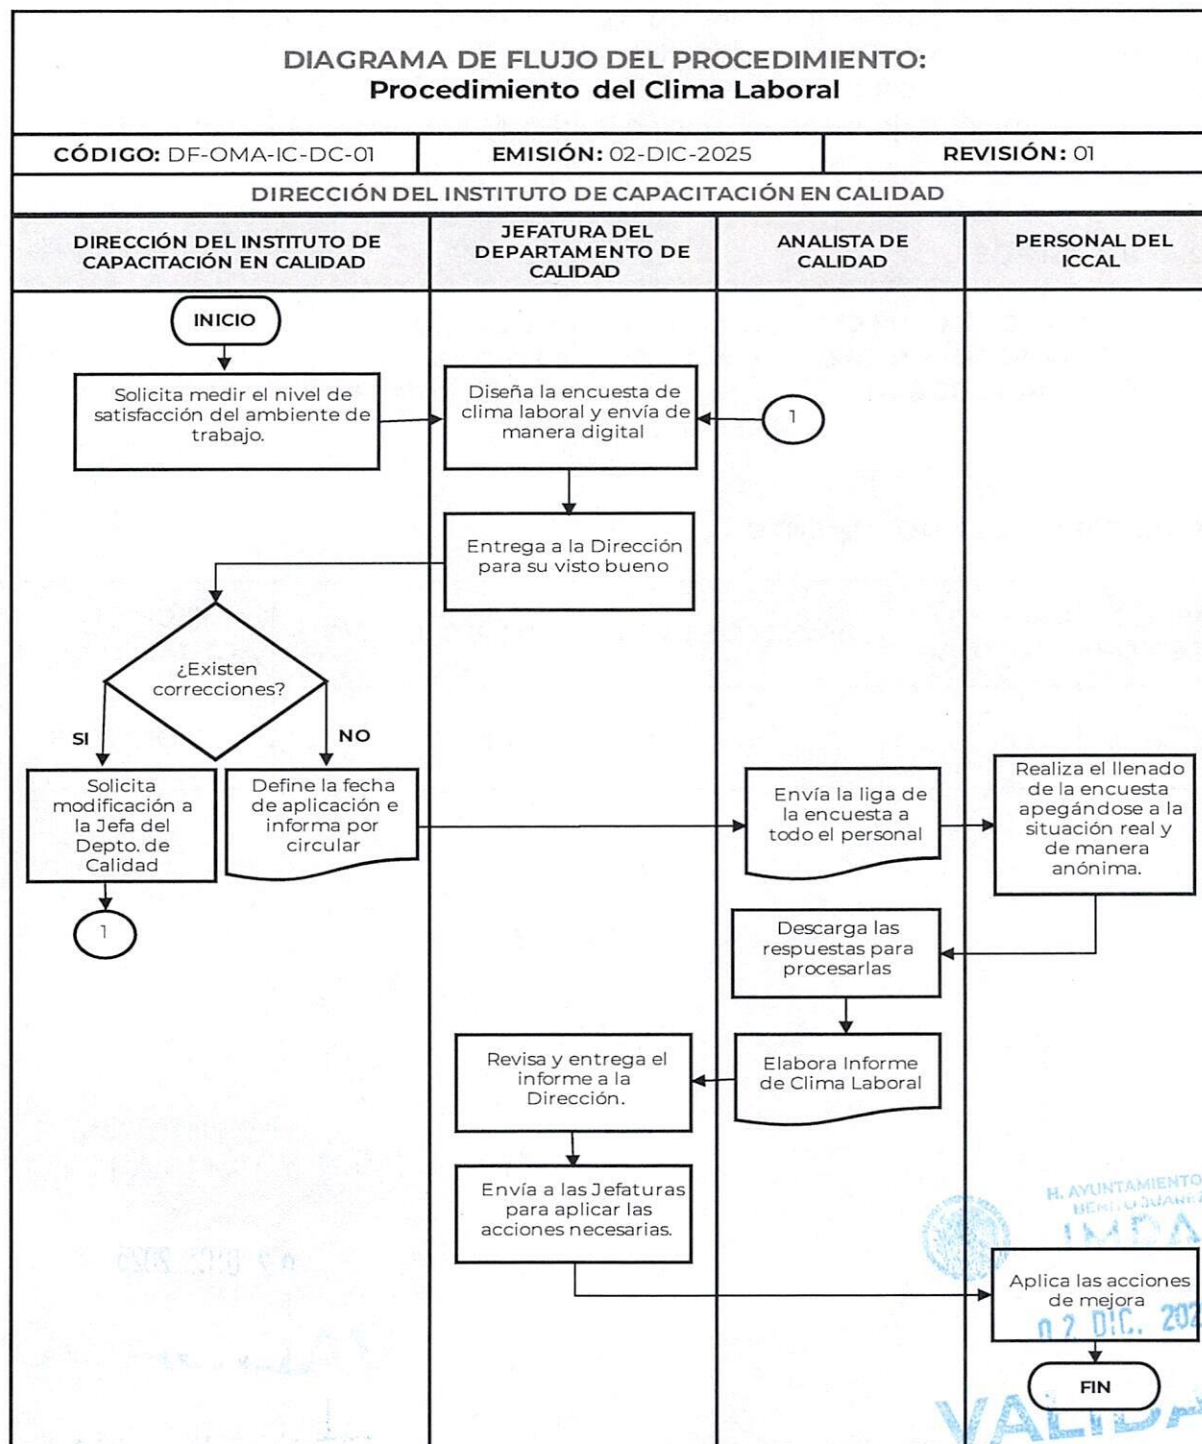 DIAGRAMA DE FLUJO DEL PROCEDIMIENTO:
Procedimiento del Clima Laboral
CÓDIGO: DF-OMA-IC-DC-01
EMISIÓN: 02-DIC-2025
REVISIÓN: 01
DIRECCIÓN DEL INSTITUTO DE CAPACITACIÓN EN CALIDAD
DIRECCIÓN DEL INSTITUTO DE
CAPACITACIÓN EN CALIDAD
JEFATURA DEL
DEPARTAMENTO DE
CALIDAD
ANALISTA DE
CALIDAD
PERSONAL DEL
ICCAL
INICIO
Solicita medir el nivel de
satisfacción del ambiente de
trabajo.
Diseña la encuesta de
clima laboral y envía de
manera digital
1
Entrega a la Dirección
para su visto bueno
¿Existen
correcciones?
SI
NO
Solicita
modificación a
la Jefa del
Depto. de
Calidad
Define la fecha
de aplicación e
informa por
circular
Envía la liga de
la encuesta a
todo el personal
Realiza el llenado
de la encuesta
apegándose a la
situación real y
de manera
anónima.
1
Descarga las
respuestas para
procesarlas
Elabora Informe
de Clima Laboral
Revisa y entrega el
informe a la
Dirección.
Envía a las Jefaturas
para aplicar las
acciones necesarias.
H. AYUNTAMIENTO
BENITO JUÁREZ
Aplica las acciones
de mejora
02 DIC. 202
FIN